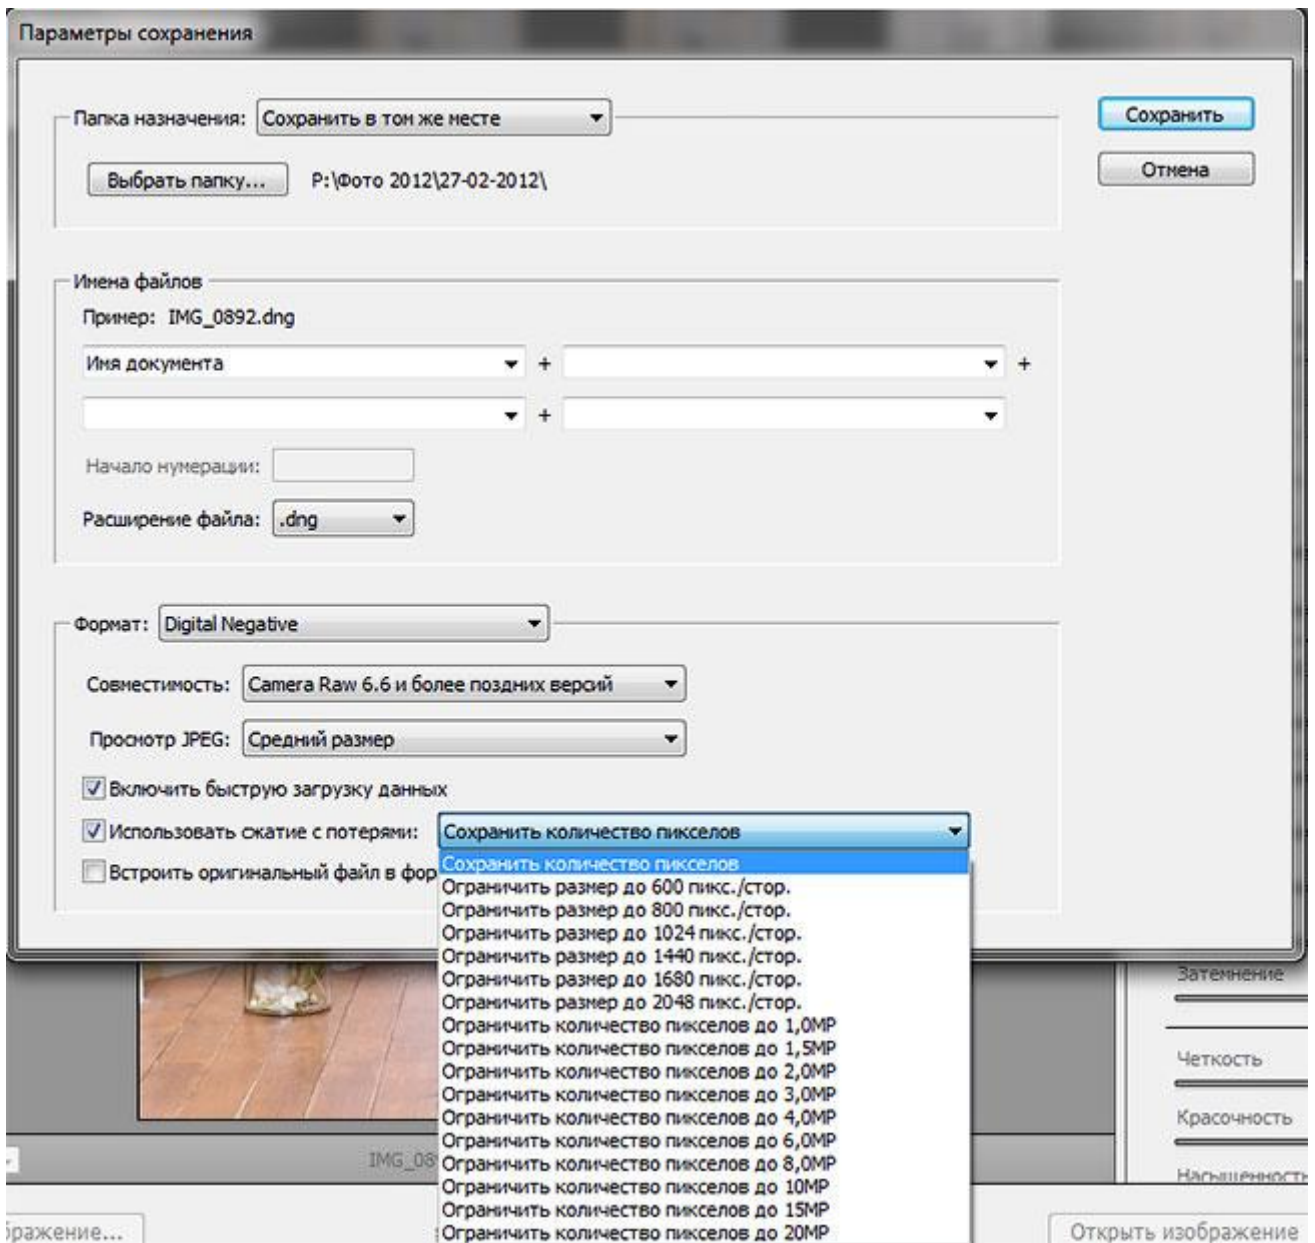 Параметры сохранения
Папка назначения: Сохранить в том же месте
Сохранить
Выбрать папку... P:\Фото 2012\27-02-2012\
Отмена
Имена файлов
Пример: IMG_0892.dng
Имя документа + +
+
Начало нумерации:
Расширение файла: .dng
Формат: Digital Negative
Совместимость: Camera Raw 6.6 и более поздних версий
Просмотр JPEG: Средний размер
Включить быструю загрузку данных
Использовать сжатие с потерями: Сохранить количество пикселов
Встроить оригинальный файл в фор
Сохранить количество пикселов
Ограничить размер до 600 пикс./стор.
Ограничить размер до 800 пикс./стор.
Ограничить размер до 1024 пикс./стор.
Ограничить размер до 1440 пикс./стор.
Ограничить размер до 1680 пикс./стор.
Ограничить размер до 2048 пикс./стор.
Ограничить количество пикселов до 1,0MP
Ограничить количество пикселов до 1,5MP
Ограничить количество пикселов до 2,0MP
Ограничить количество пикселов до 3,0MP
Ограничить количество пикселов до 4,0MP
Ограничить количество пикселов до 6,0MP
Ограничить количество пикселов до 8,0MP
Ограничить количество пикселов до 10MP
Ограничить количество пикселов до 15MP
Ограничить количество пикселов до 20MP
Затемнение
Четкость
Красочность
Насыщенность
IMG_08
бражение...
Открыть изображение